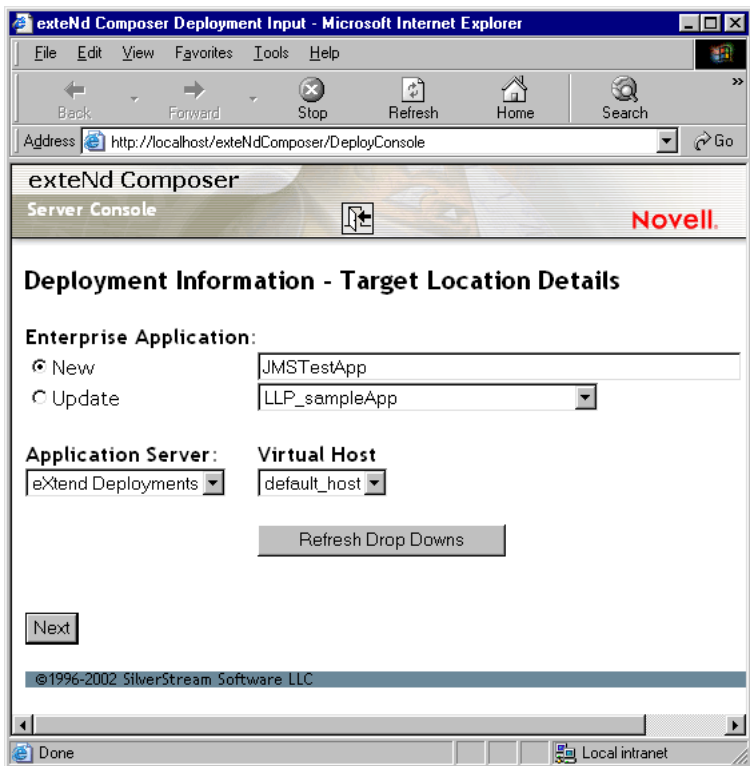 exteNd Composer Deployment Input - Microsoft Internet Explorer
File Edit View Favorites Tools Help
Back Forward Stop Refresh Home Search »
Address http://localhost/exteNdComposer/DeployConsole Go
exteNd Composer
Server Console
Novell.
Deployment Information - Target Location Details
Enterprise Application:
New JMSTestApp
Update LLP_sampleApp
Application Server: Virtual Host
eXtend Deployments default_host
Refresh Drop Downs
Next
©1996-2002 SilverStream Software LLC
Done Local intranet